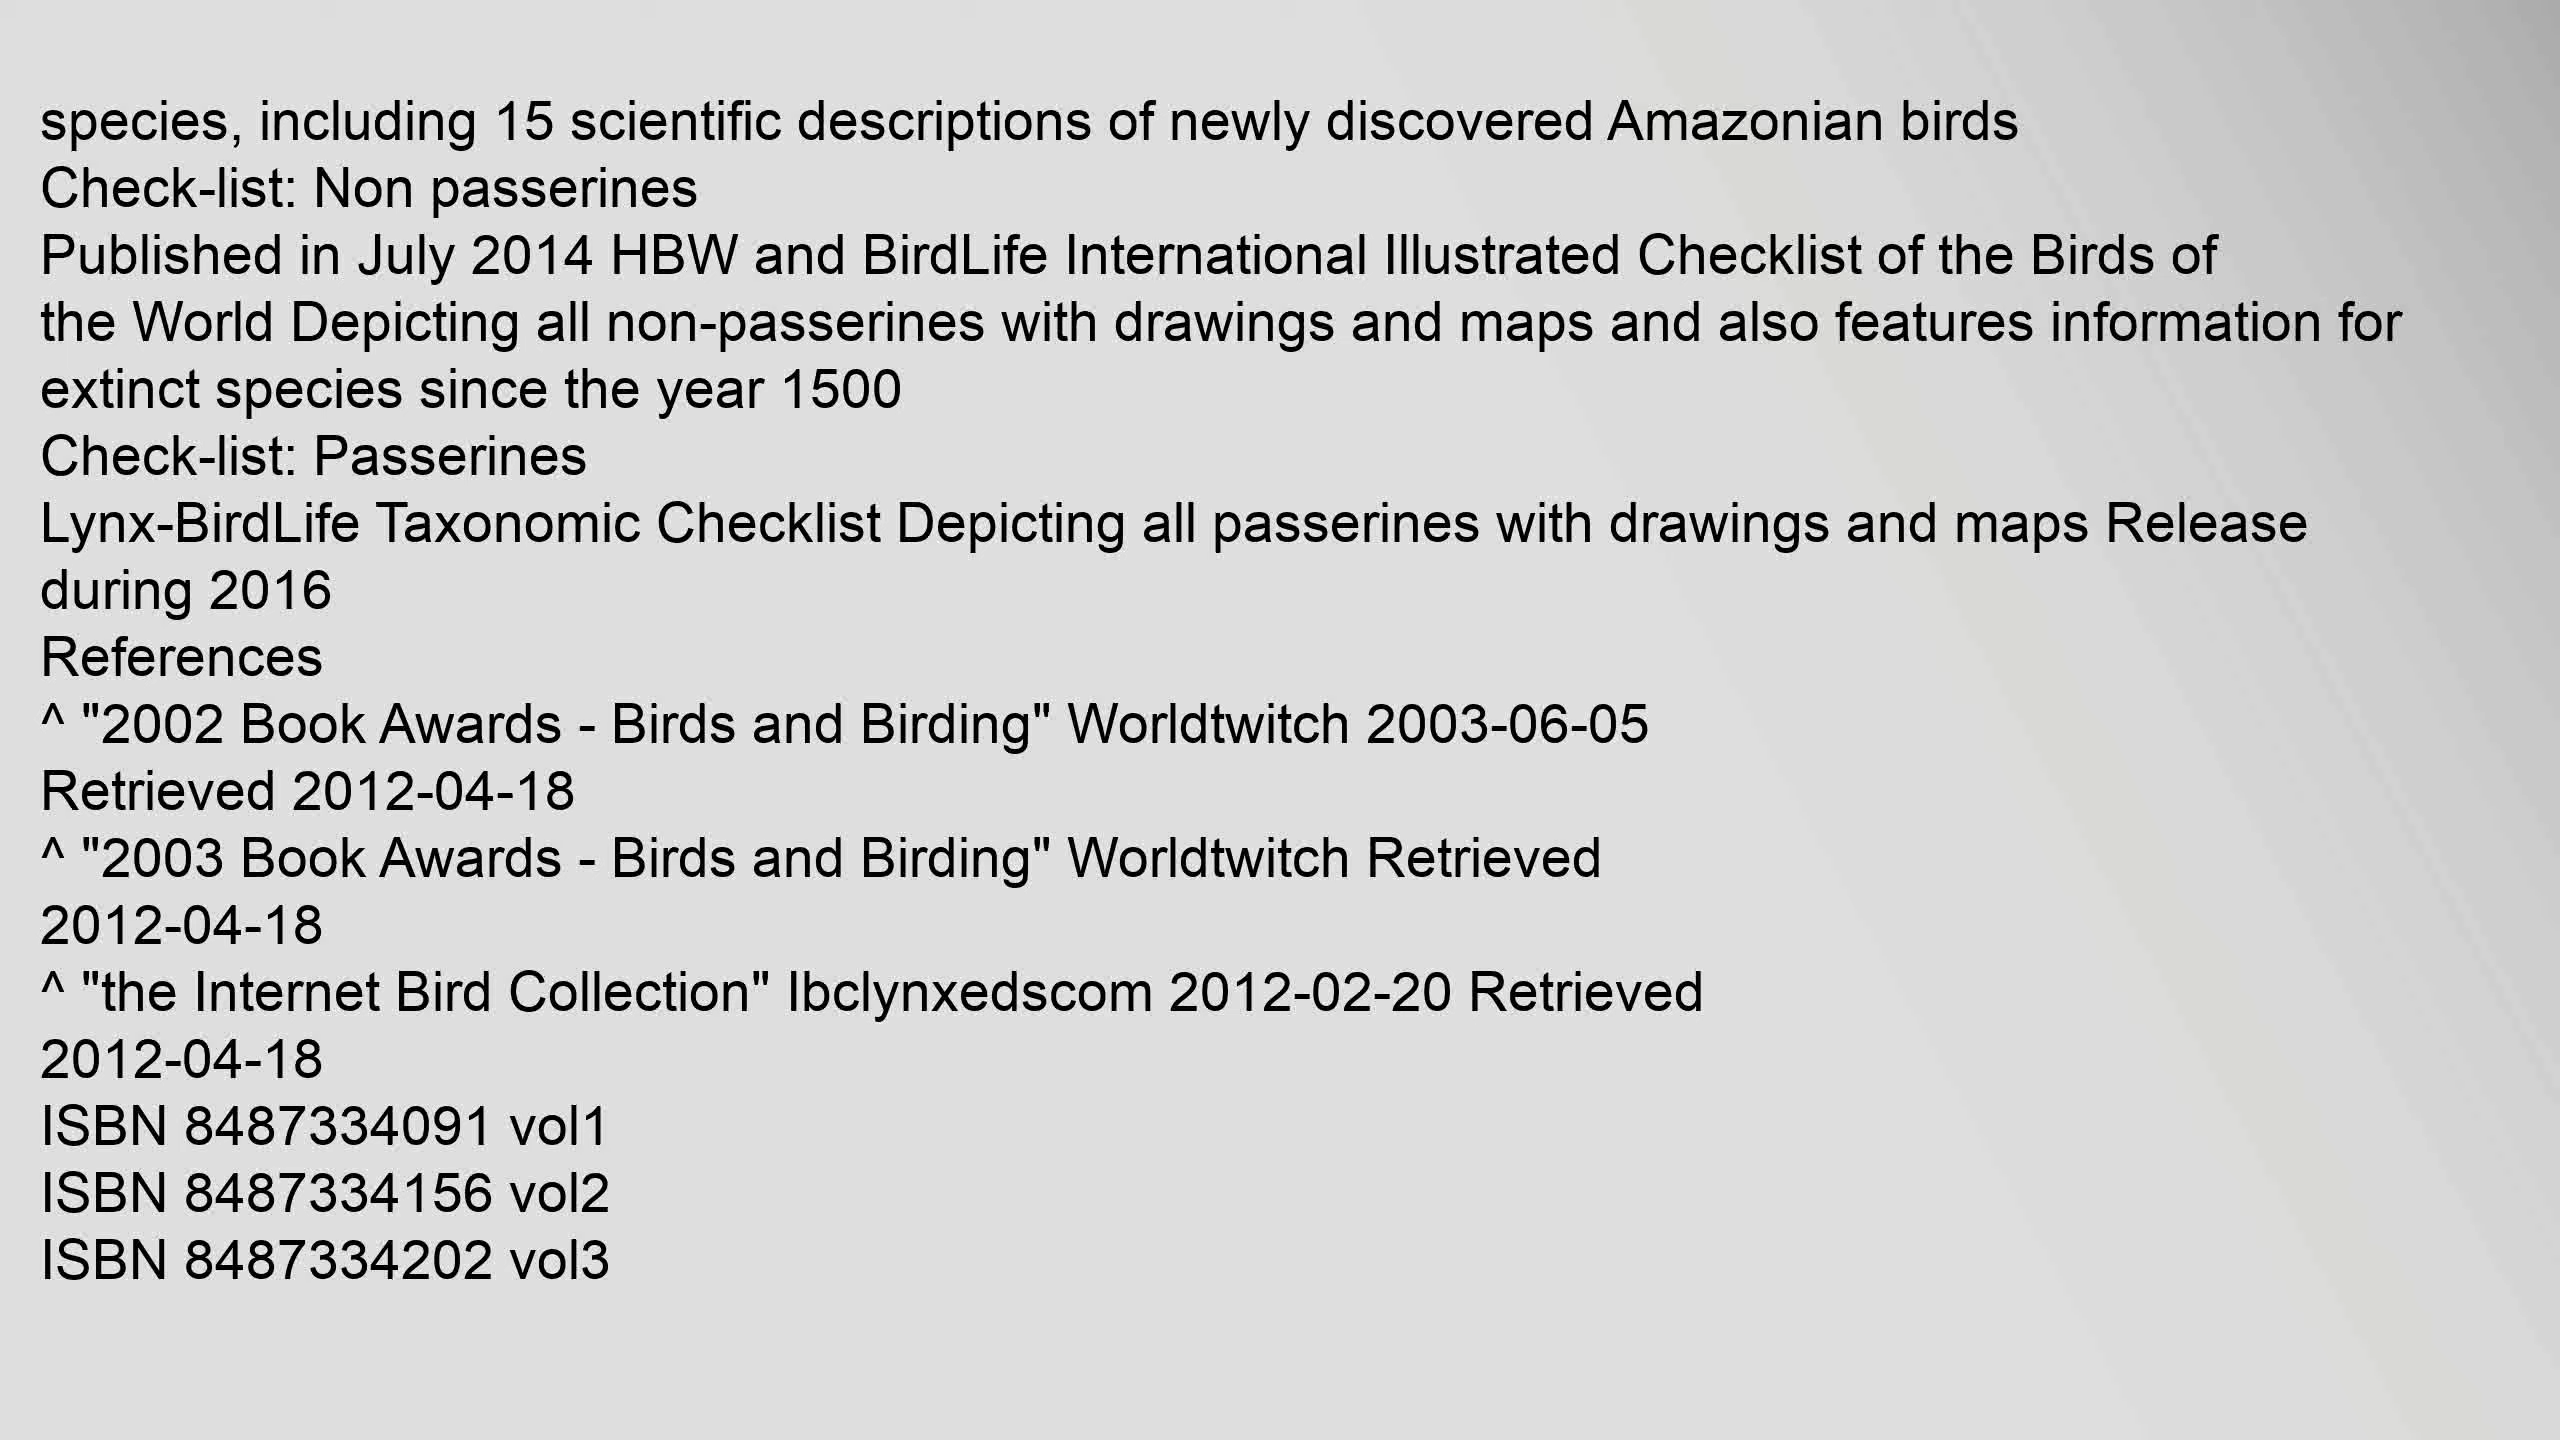 species, including 15 scientific descriptions of newly discovered Amazonian birds
Check-list: Non passerines
Published in July 2014 HBW and BirdLife International Illustrated Checklist of the Birds of
the World Depicting all non-passerines with drawings and maps and also features information for
extinct species since the year 1500
Check-list: Passerines
Lynx-BirdLife Taxonomic Checklist Depicting all passerines with drawings and maps Release
during 2016
References
^ "2002 Book Awards - Birds and Birding" Worldtwitch 2003-06-05
Retrieved 2012-04-18
^ "2003 Book Awards - Birds and Birding" Worldtwitch Retrieved
2012-04-18
^ "the Internet Bird Collection" Ibclynxedscom 2012-02-20 Retrieved
2012-04-18
ISBN 8487334091 vol1
ISBN 8487334156 vol2
ISBN 8487334202 vol3